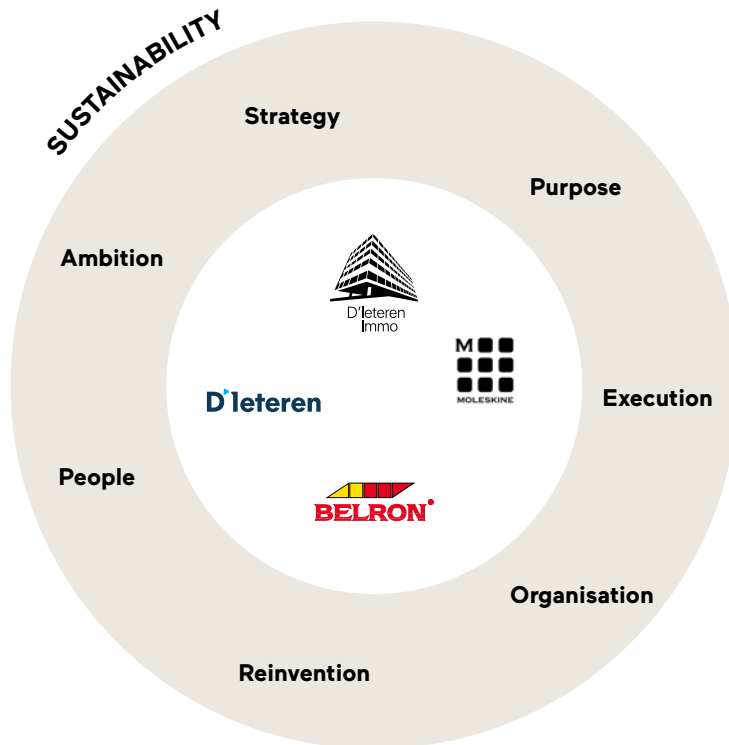 SUSTAINABILITY
Strategy
Purpose
Ambition
D'Ieteren
Immo
M
MOLESKINE
D'Ieteren
Execution
People
BELRON
Organisation
Reinvention